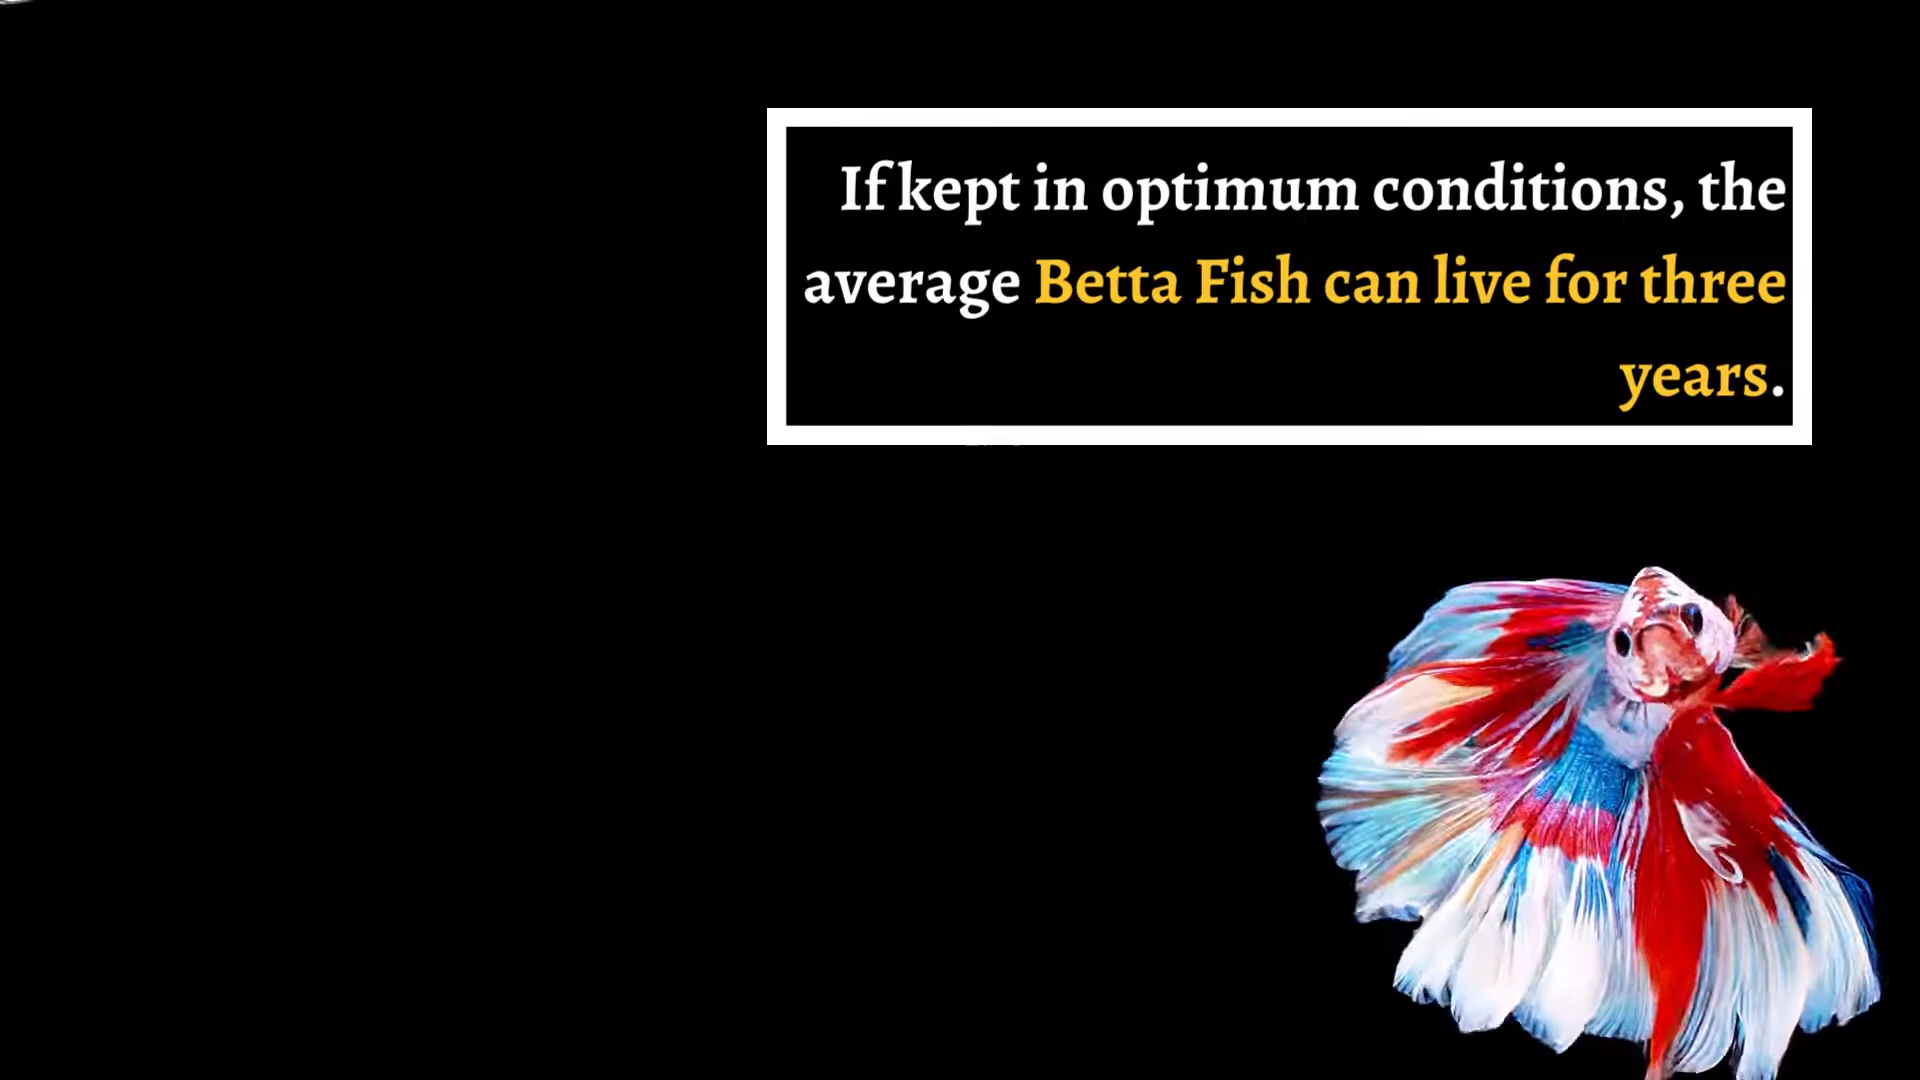 If kept in optimum conditions, the
average Betta Fish can live for three
years.